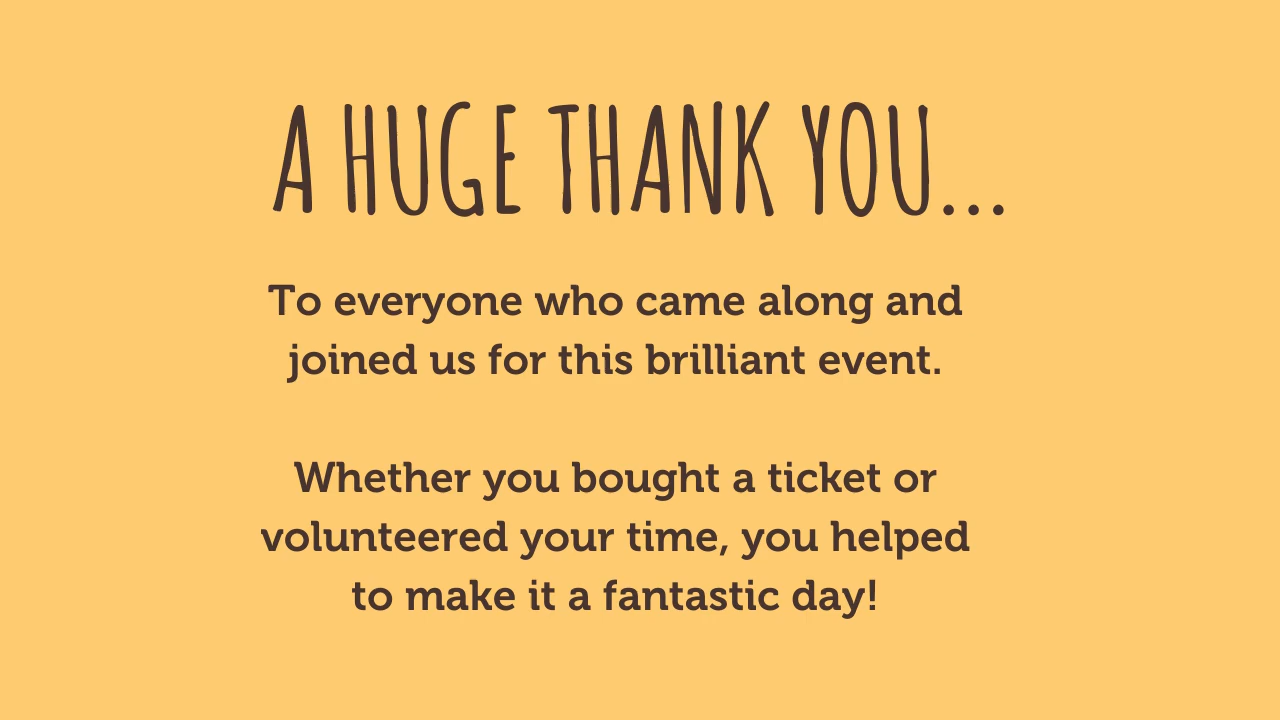 A HUGE THANK YOU...
To everyone who came along and
joined us for this brilliant event.
Whether you bought a ticket or
volunteered your time, you helped
to make it a fantastic day!